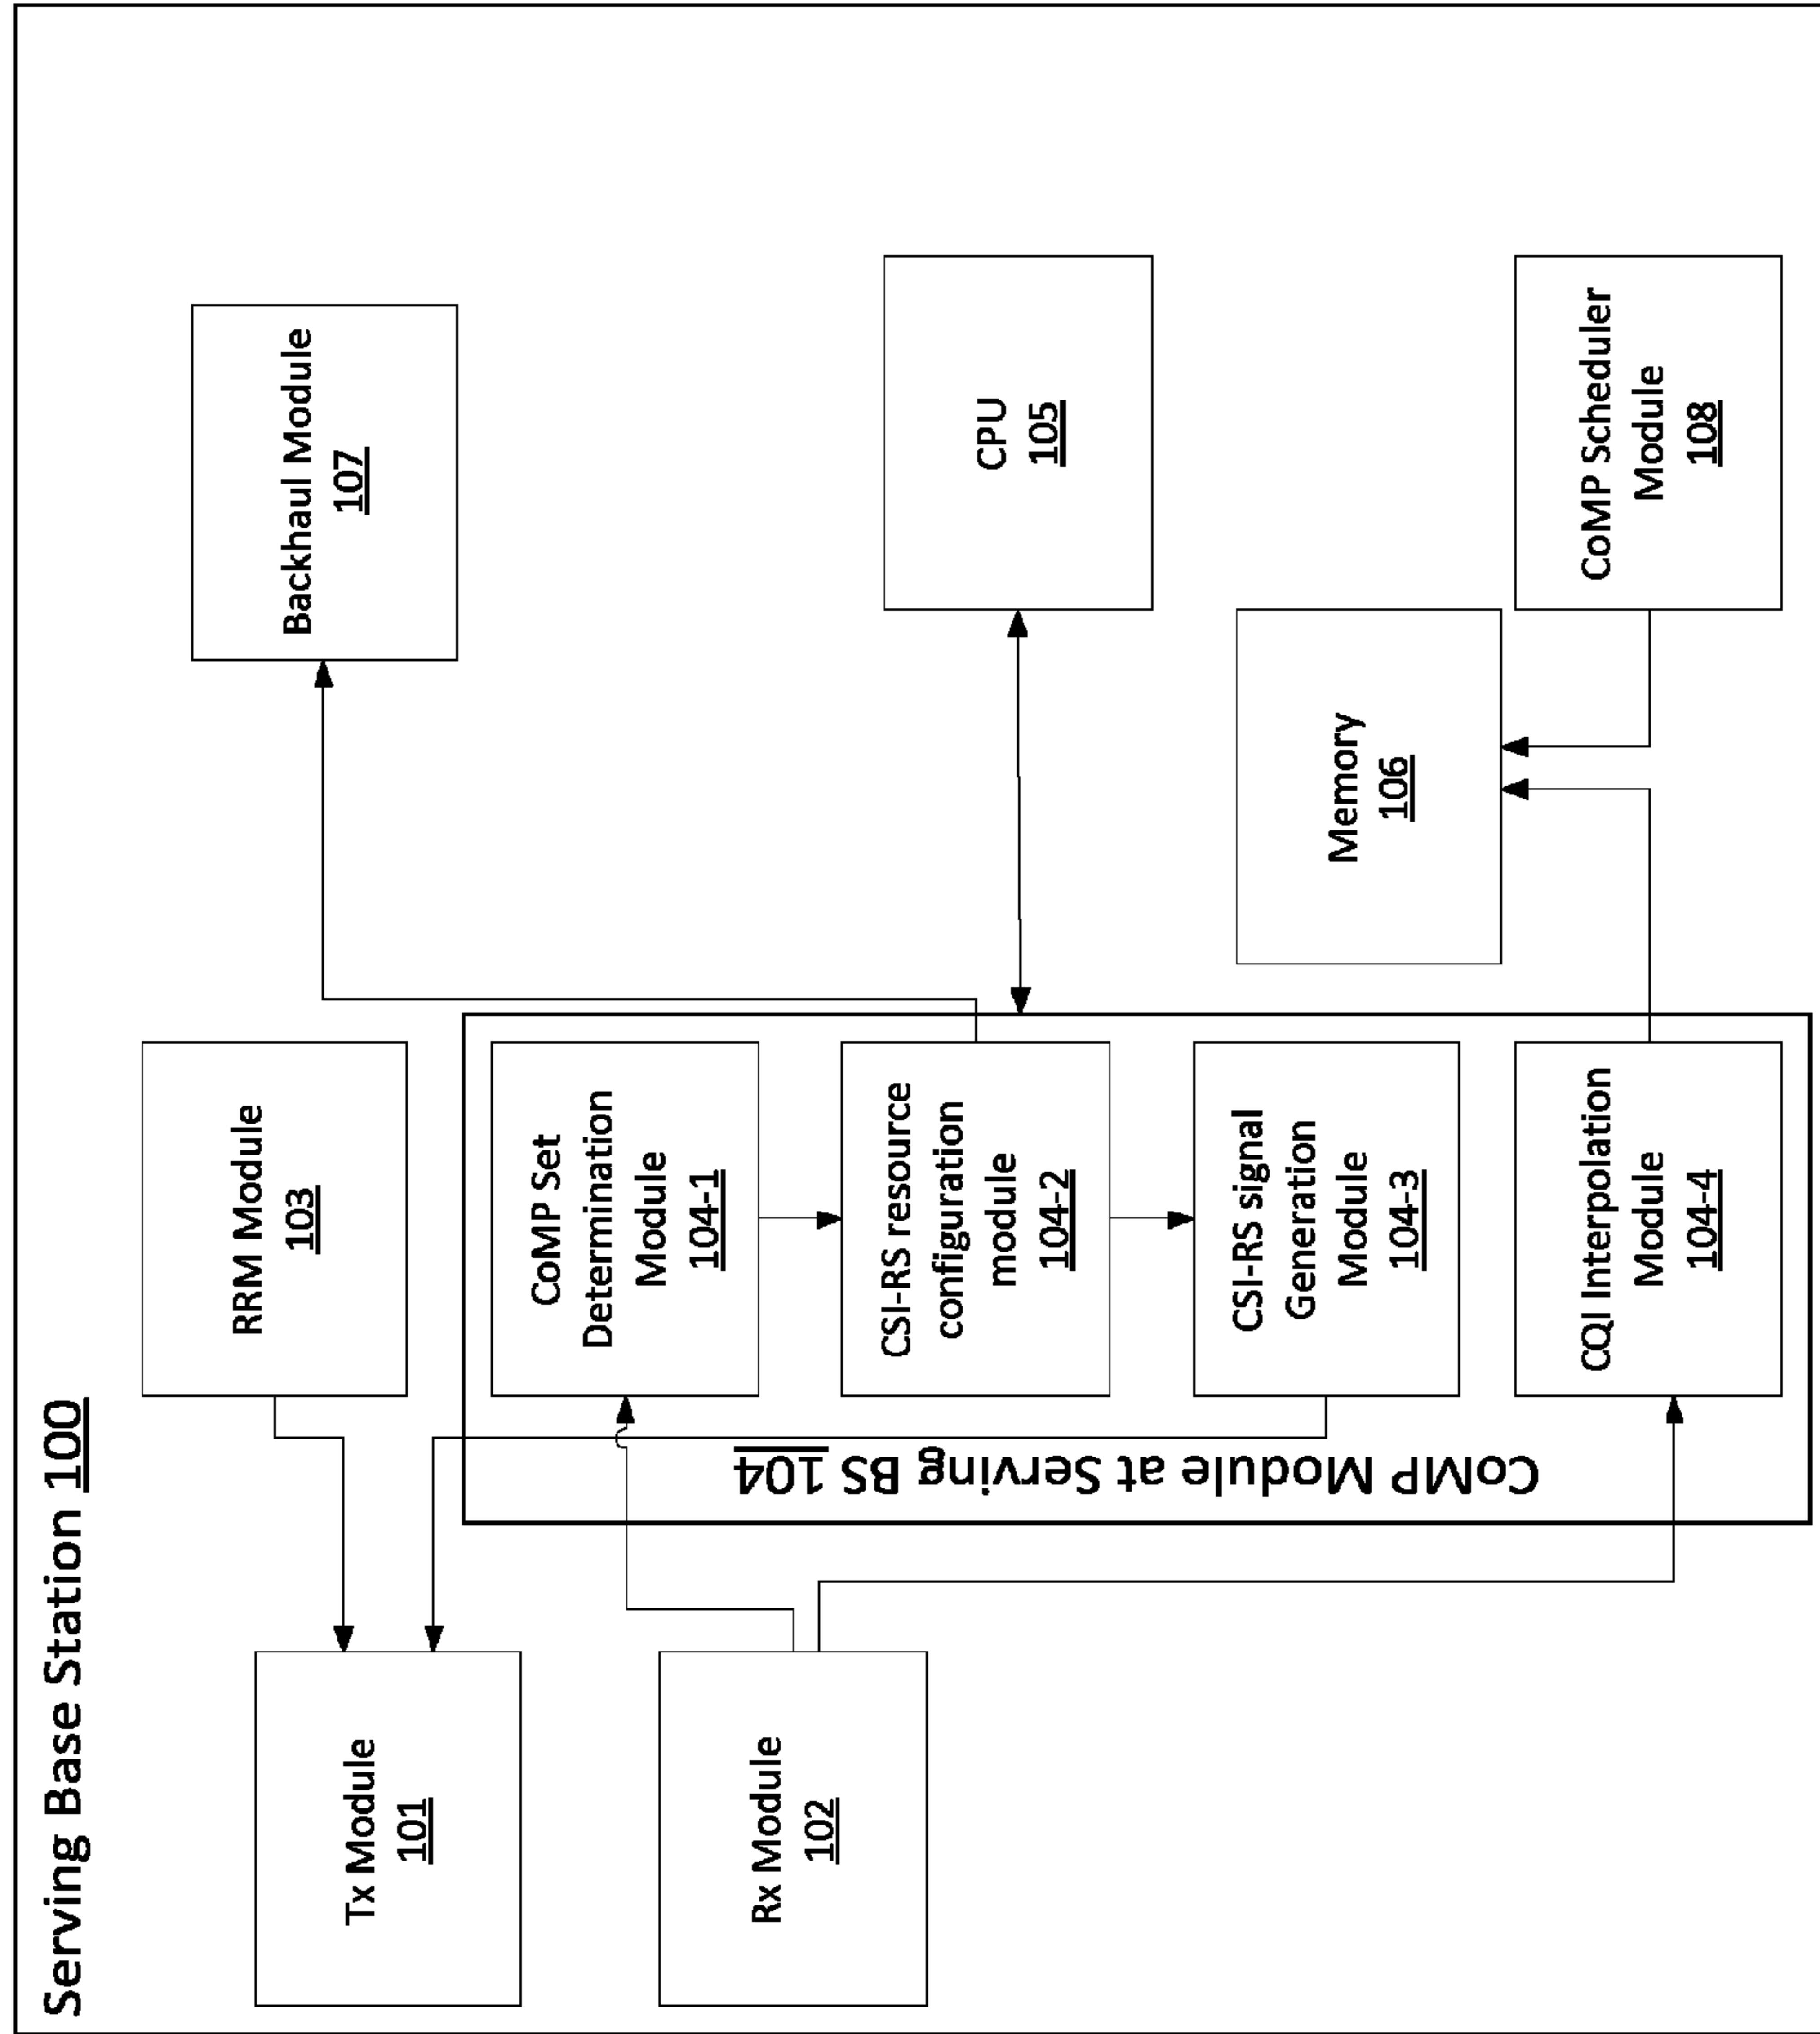 Serving Base Station 100
Tx Module
101
Rx Module
102
RRM Module
103
CoMP Module at Serving BS 104
CoMP Set
Determination
Module
104-1
CSI-RS resource
configuration
module
104-2
CSI-RS signal
Generation
Module
104-3
CQI Interpolation
Module
104-4
Backhaul Module
107
CPU
105
Memory
106
CoMP Scheduler
Module
108